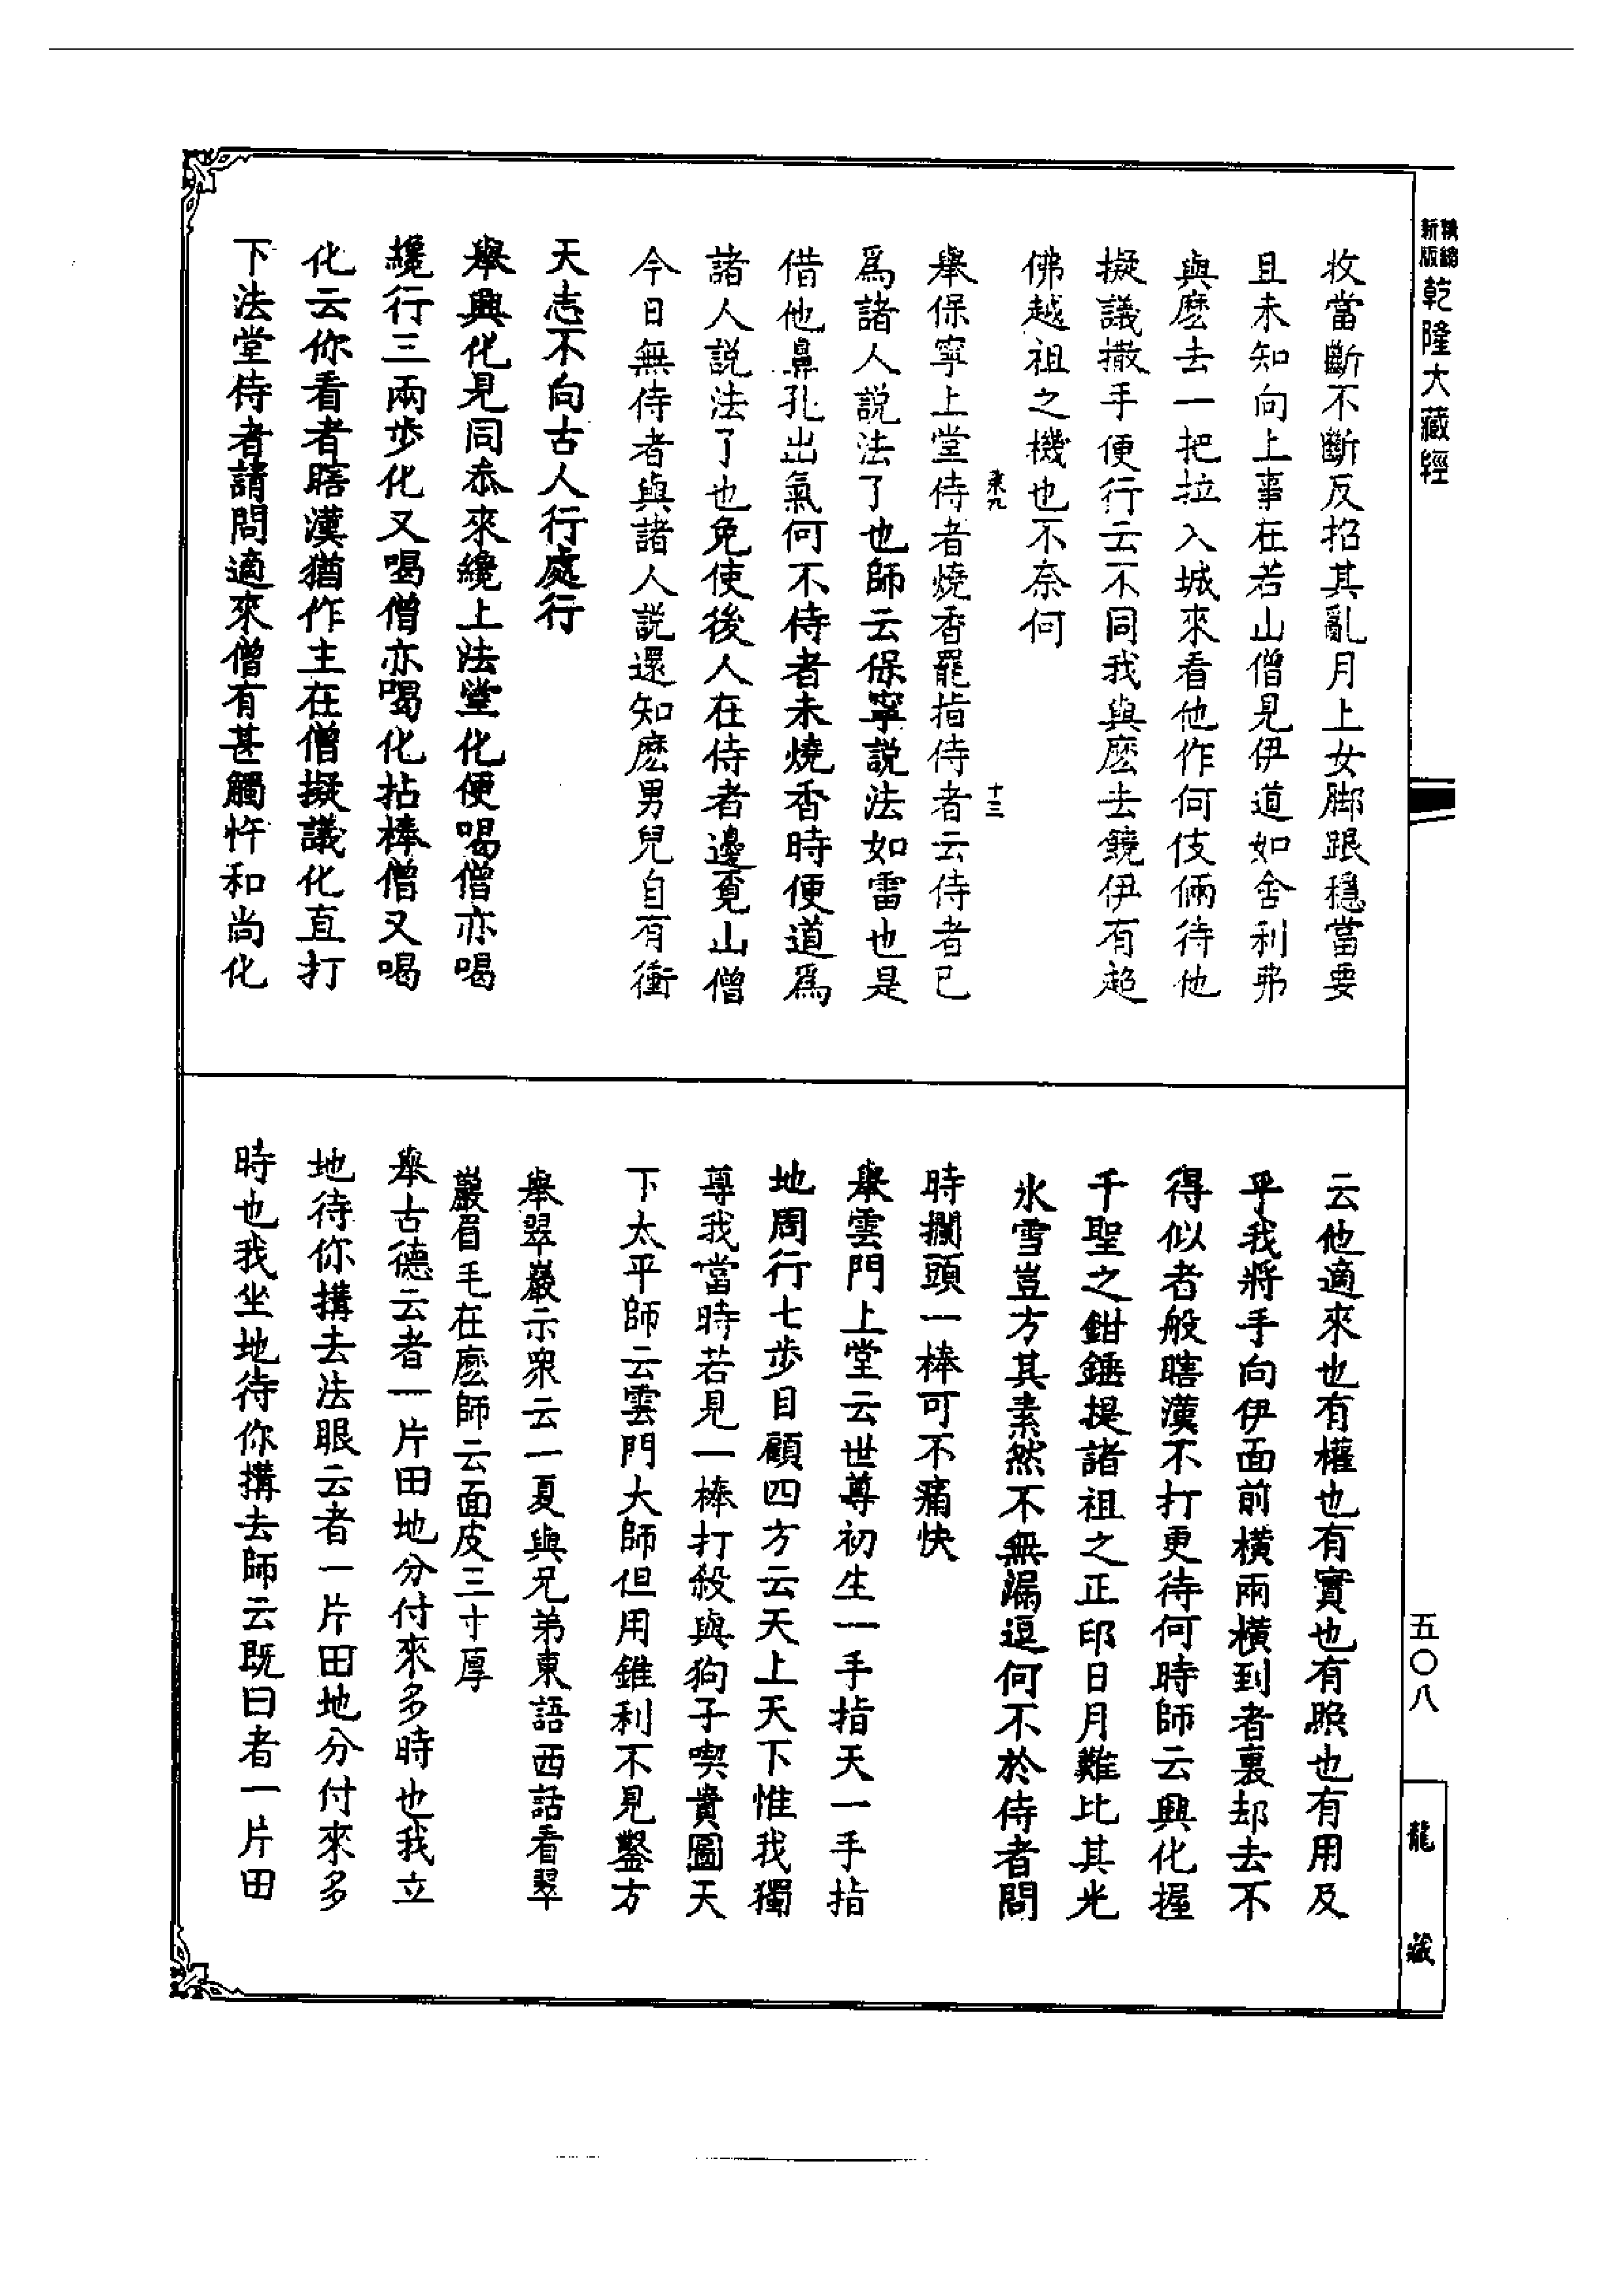 精縮
新版
乾隆大藏經
收當斷不斷反招其亂月上女脚跟穩當要
且未知向上事在若山僧見伊道如舍利弗
與麽去一把拉入城來看他作何伎倆待他
擬議撒手便行云不同我與麽去饒伊有超
佛越祖之機也不奈何
十三
舉保寧上堂侍者燒香罷指侍者云侍者已
爲諸人說法了也師云保寧說法如雷也是
借他鼻孔出氣何不侍者未燒香時便道爲
諸人說法了也免使後人在侍者邊覓山僧
今日無侍者與諸人說還知麽男兒自有衝
天志不向古人行處行
舉興化見同叅來纔上法堂化便喝僧亦喝
纔行三兩步化又喝僧亦喝化拈棒僧又喝
化云你看者瞎漢猶作主在僧擬議化直打
下法堂侍者請問適來僧有甚觸忤和尚化
云他適來也有權也有實也有照也有用及
乎我將手向伊面前橫兩橫到者裏却去不
得似者般瞎漢不打更待何時師云興化握
千聖之鉗錘提諸祖之正印日月難比其光
氷雪豈方其素然不無漏逗何不於侍者問
時攔頭一棒可不痛快
舉雲門上堂云世尊初生一手指天一手指
地周行七步目顧四方云天上天下惟我獨
尊我當時若見一棒打殺與狗子喫貴圖天
下太平師云雲門大師但用錐利不見鑿方
舉翠巖示衆云一夏與兄弟東語西話看翠
巖眉毛在麽師云面皮三寸厚
舉古德云者一片田地分付來多時也我立
地待你搆去法眼云者一片田地分付來多
時也我坐地待你搆去師云既曰者一片田
五〇八
龍藏